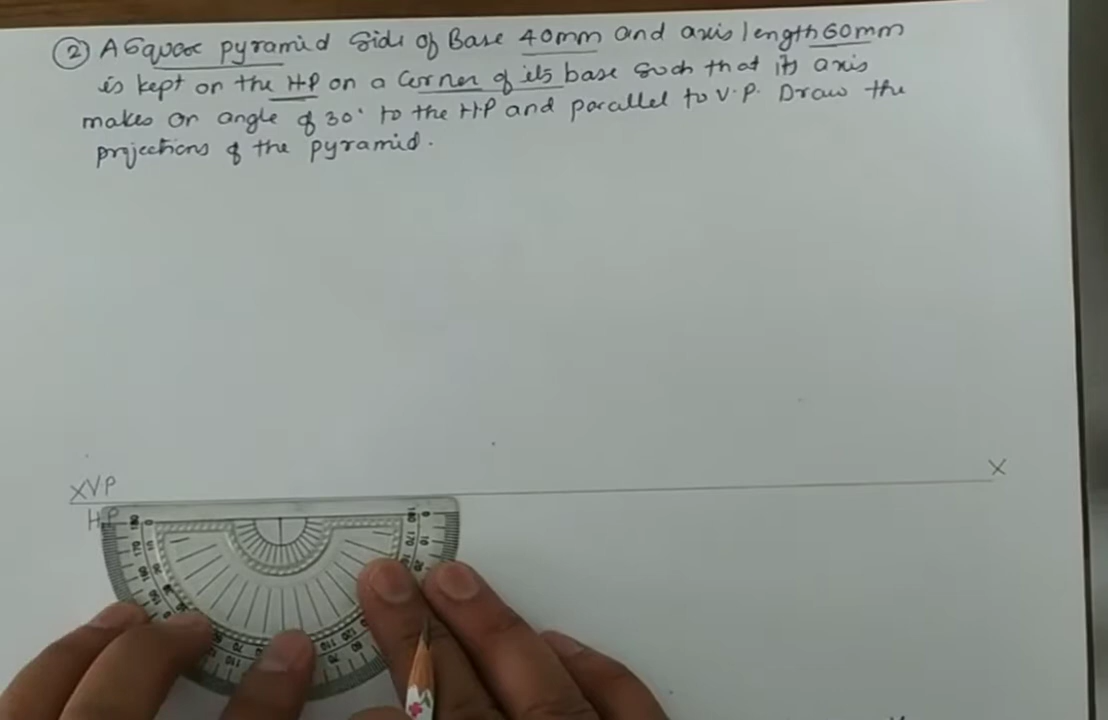 ② A Square pyramid Side of Base 40mm and axis length 60mm
is kept on the H.P on a Corner of its base such that its axis
makes an angle of 30° to the H.P and parallel to V.P. Draw the
projections of the pyramid.
X VP X
HP